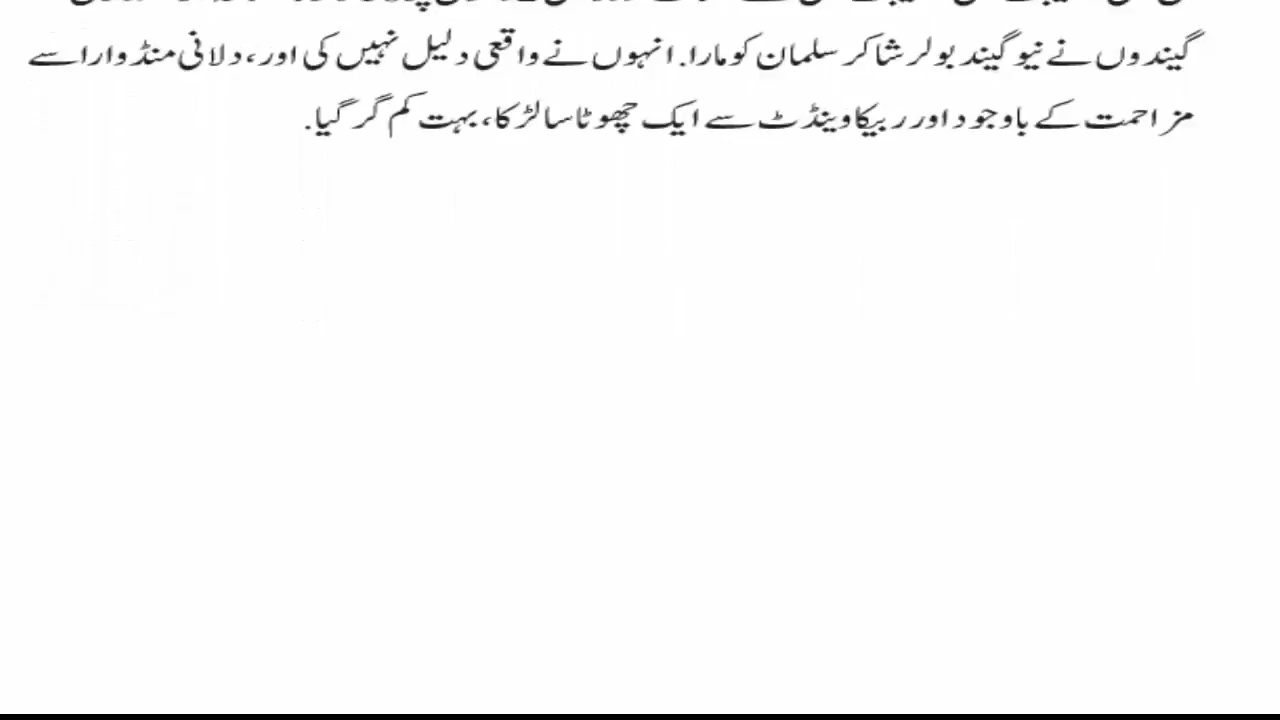 گیندوں نے نیو گیند بولر شاکر سلمان کو مارا. انہوں نے واقعی دلیل نہیں کی اور، دلانی منڈوارا سے
مزاحمت کے باوجود اور ربیکا وینڈٹ سے ایک چھوٹا سا لڑکا، بہت کم گر گیا.